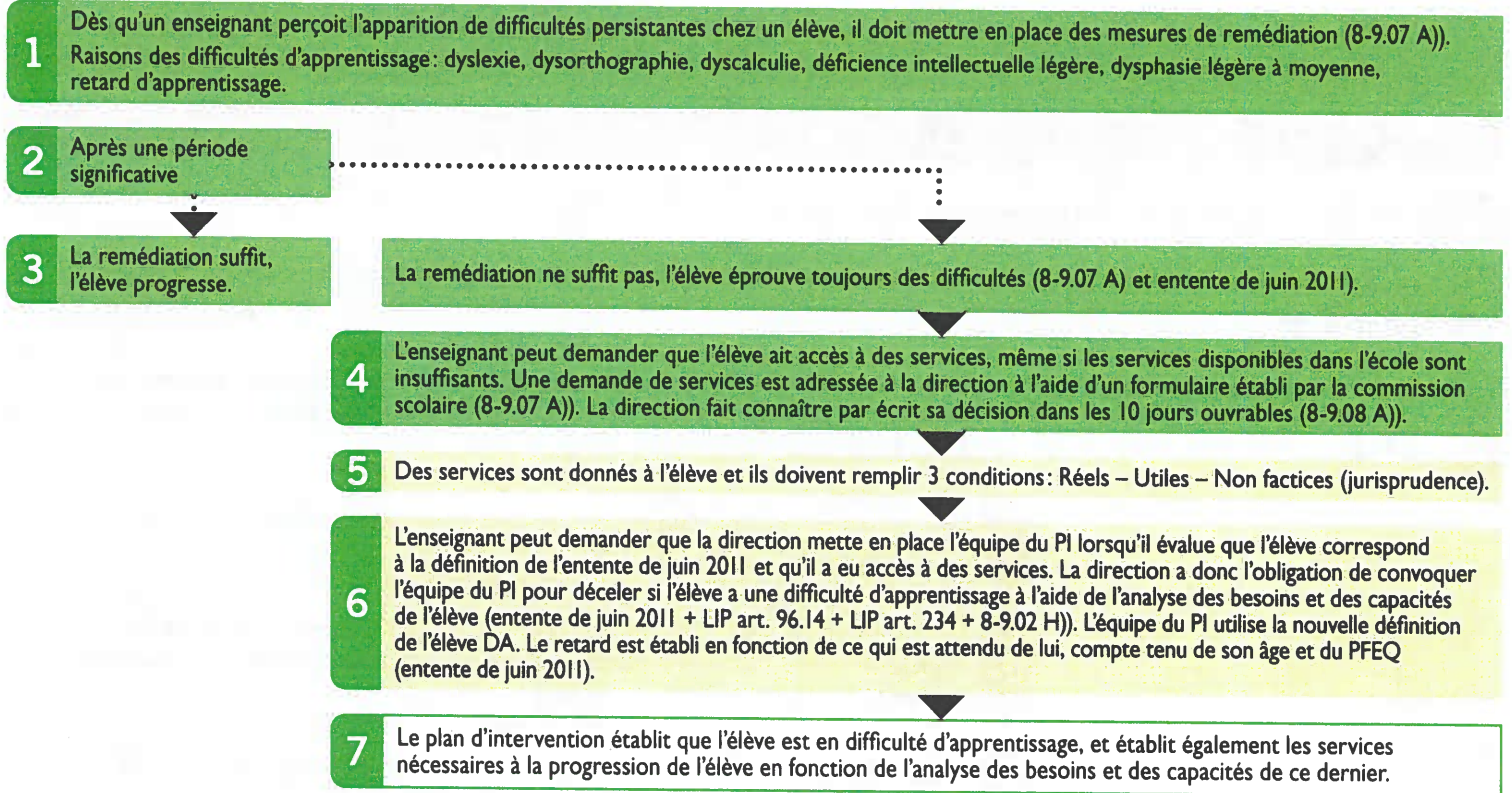 1
Dès qu'un enseignant perçoit l'apparition de difficultés persistantes chez un élève, il doit mettre en place des mesures de remédiation (8-9.07 A)).
Raisons des difficultés d'apprentissage: dyslexie, dysorthographie, dyscalculie, déficience intellectuelle légère, dysphasie légère à moyenne,
retard d'apprentissage.
2
Après une période
significative
3
La remédiation suffit,
l'élève progresse.
La remédiation ne suffit pas, l'élève éprouve toujours des difficultés (8-9.07 A) et entente de juin 2011).
4
L'enseignant peut demander que l'élève ait accès à des services, même si les services disponibles dans l'école sont
insuffisants. Une demande de services est adressée à la direction à l'aide d'un formulaire établi par la commission
scolaire (8-9.07 A)). La direction fait connaître par écrit sa décision dans les 10 jours ouvrables (8-9.08 A)).
5
Des services sont donnés à l'élève et ils doivent remplir 3 conditions: Réels – Utiles – Non factices (jurisprudence).
6
L'enseignant peut demander que la direction mette en place l'équipe du PI lorsqu'il évalue que l'élève correspond
à la définition de l'entente de juin 2011 et qu'il a eu accès à des services. La direction a donc l'obligation de convoquer
l'équipe du PI pour déceler si l'élève a une difficulté d'apprentissage à l'aide de l'analyse des besoins et des capacités
de l'élève (entente de juin 2011 + LIP art. 96.14 + LIP art. 234 + 8-9.02 H)). L'équipe du PI utilise la nouvelle définition
de l'élève DA. Le retard est établi en fonction de ce qui est attendu de lui, compte tenu de son âge et du PFEQ
(entente de juin 2011).
7
Le plan d'intervention établit que l'élève est en difficulté d'apprentissage, et établit également les services
nécessaires à la progression de l'élève en fonction de l'analyse des besoins et des capacités de ce dernier.